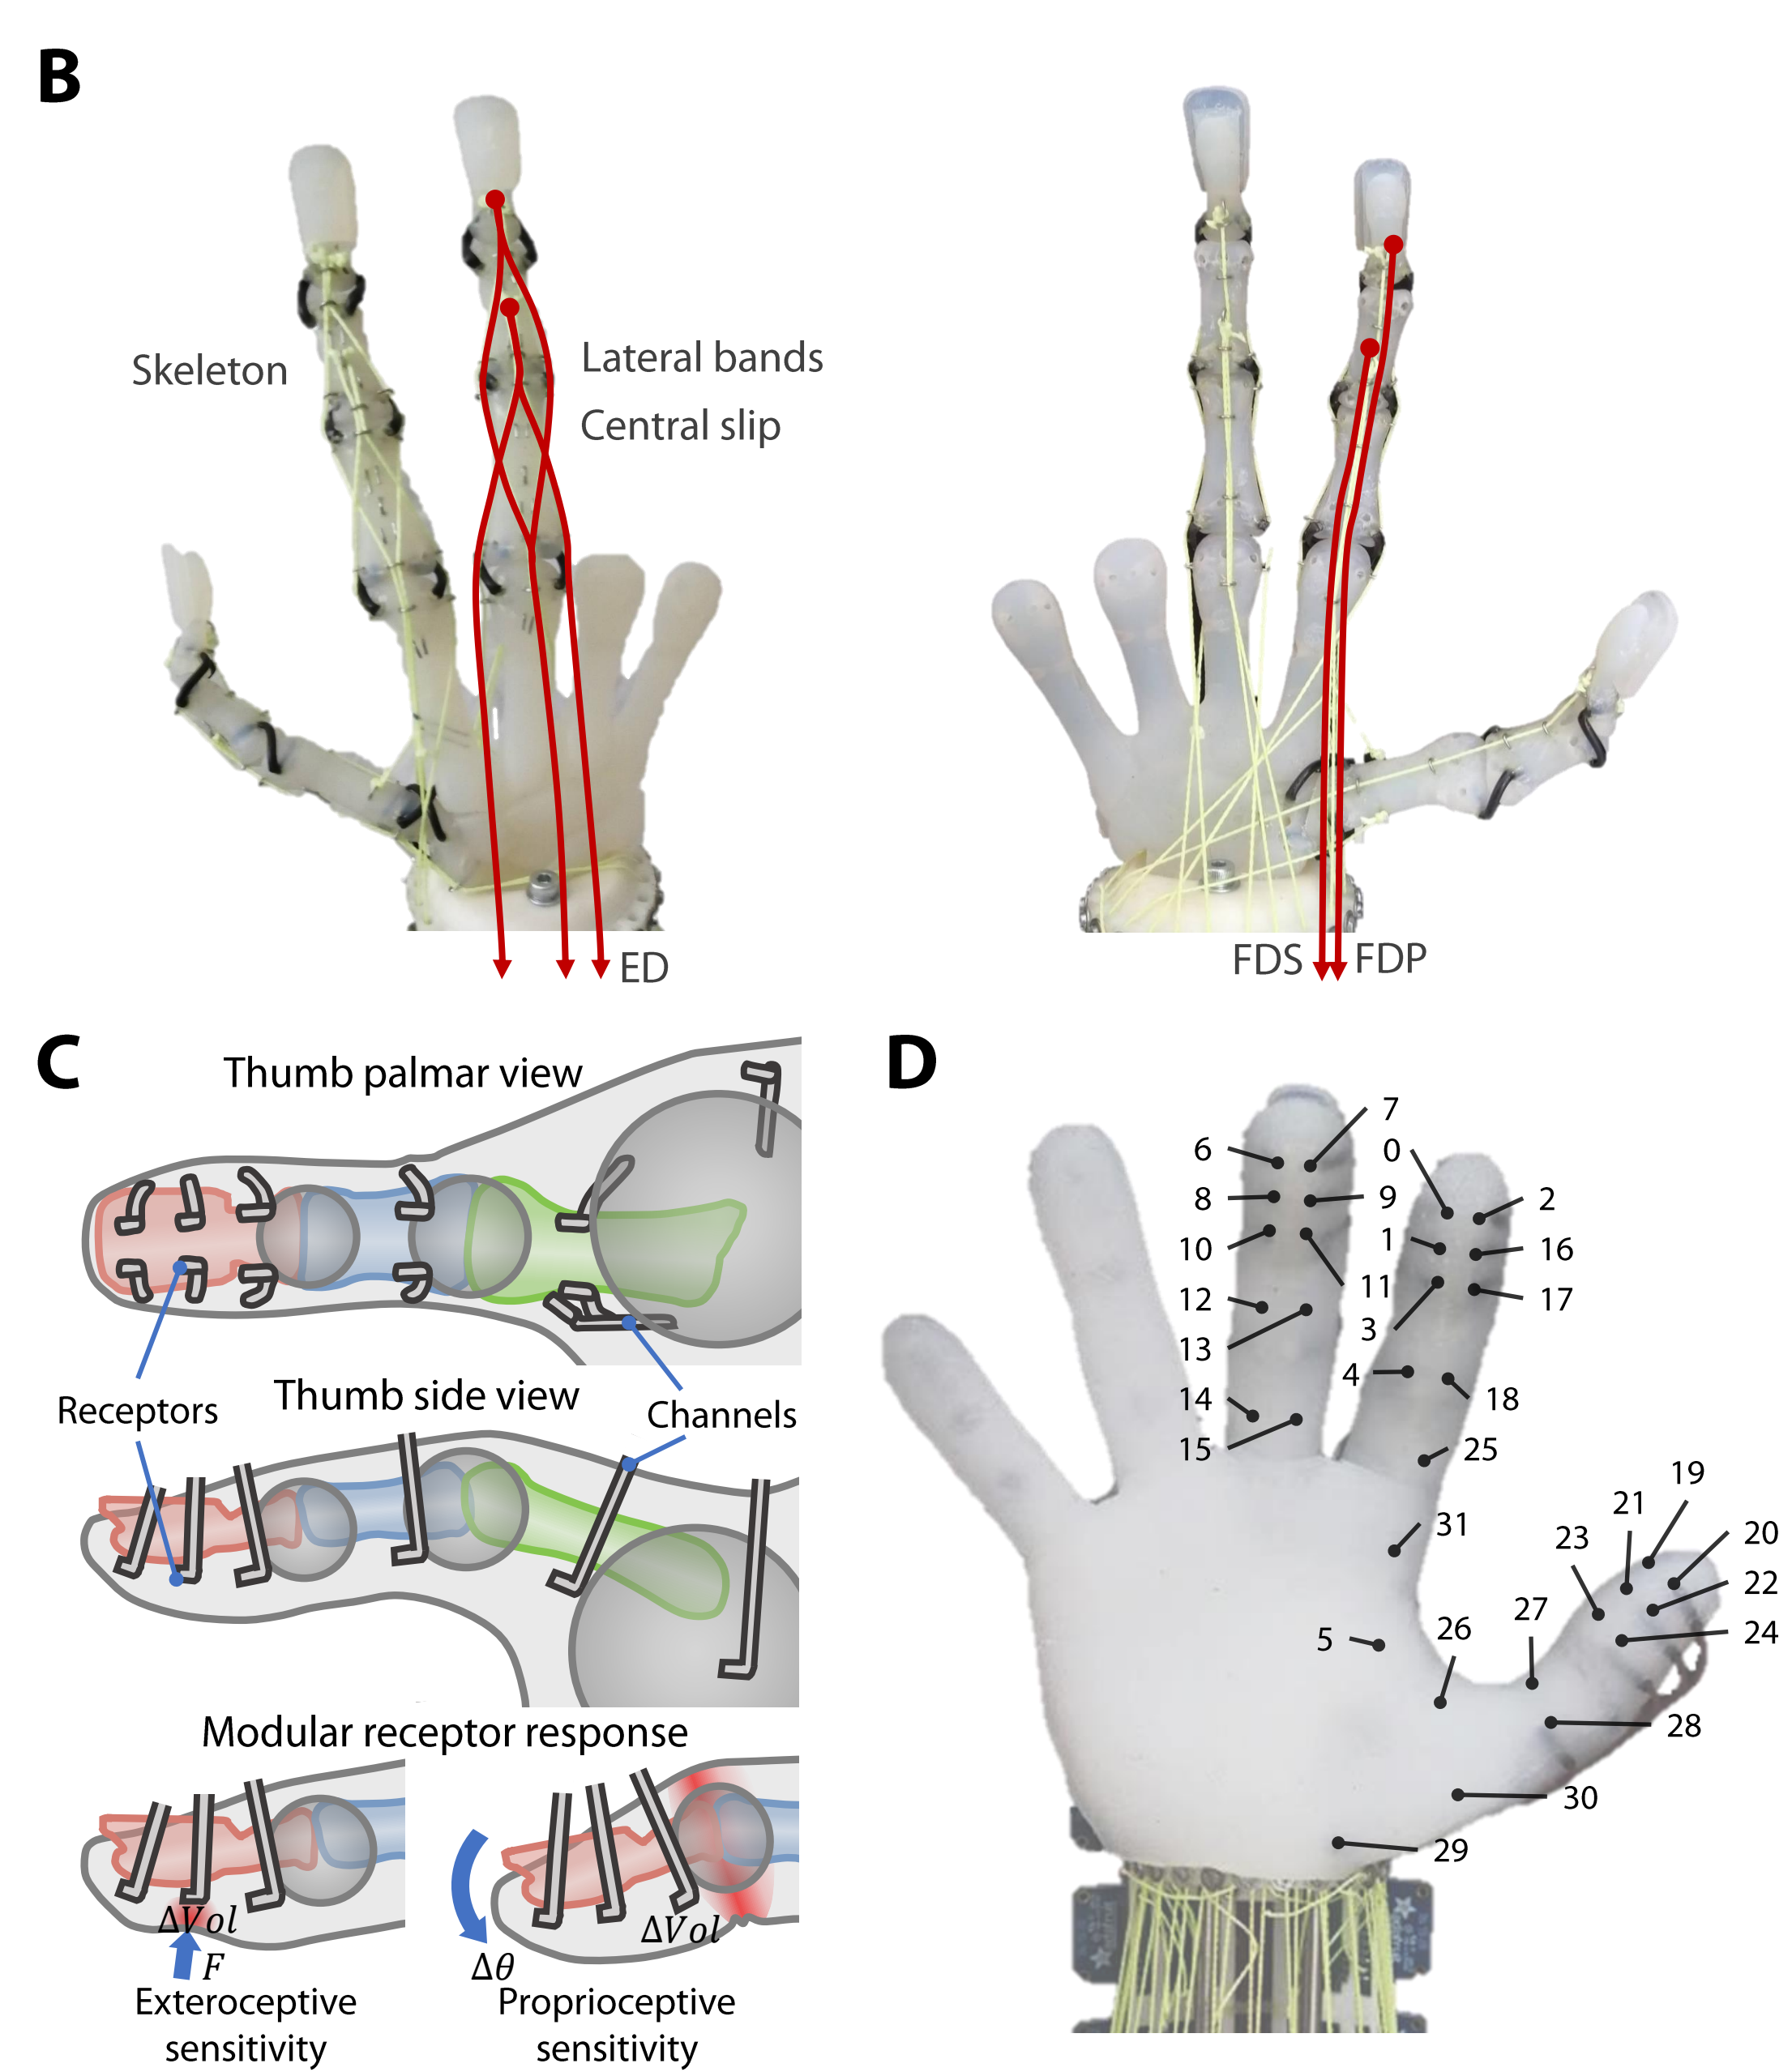 B
Skeleton
Lateral bands
Central slip
ED
FDS
FDP
C
Thumb palmar view
Receptors
Thumb side view
Channels
Modular receptor response
ΔVol
F
Exteroceptive
sensitivity
Δθ
ΔVol
Proprioceptive
sensitivity
D
7
6
0
8
9
2
10
1
16
11
12
17
3
13
4
14
18
15
25
19
21
31
23
20
22
27
5
26
24
28
30
29